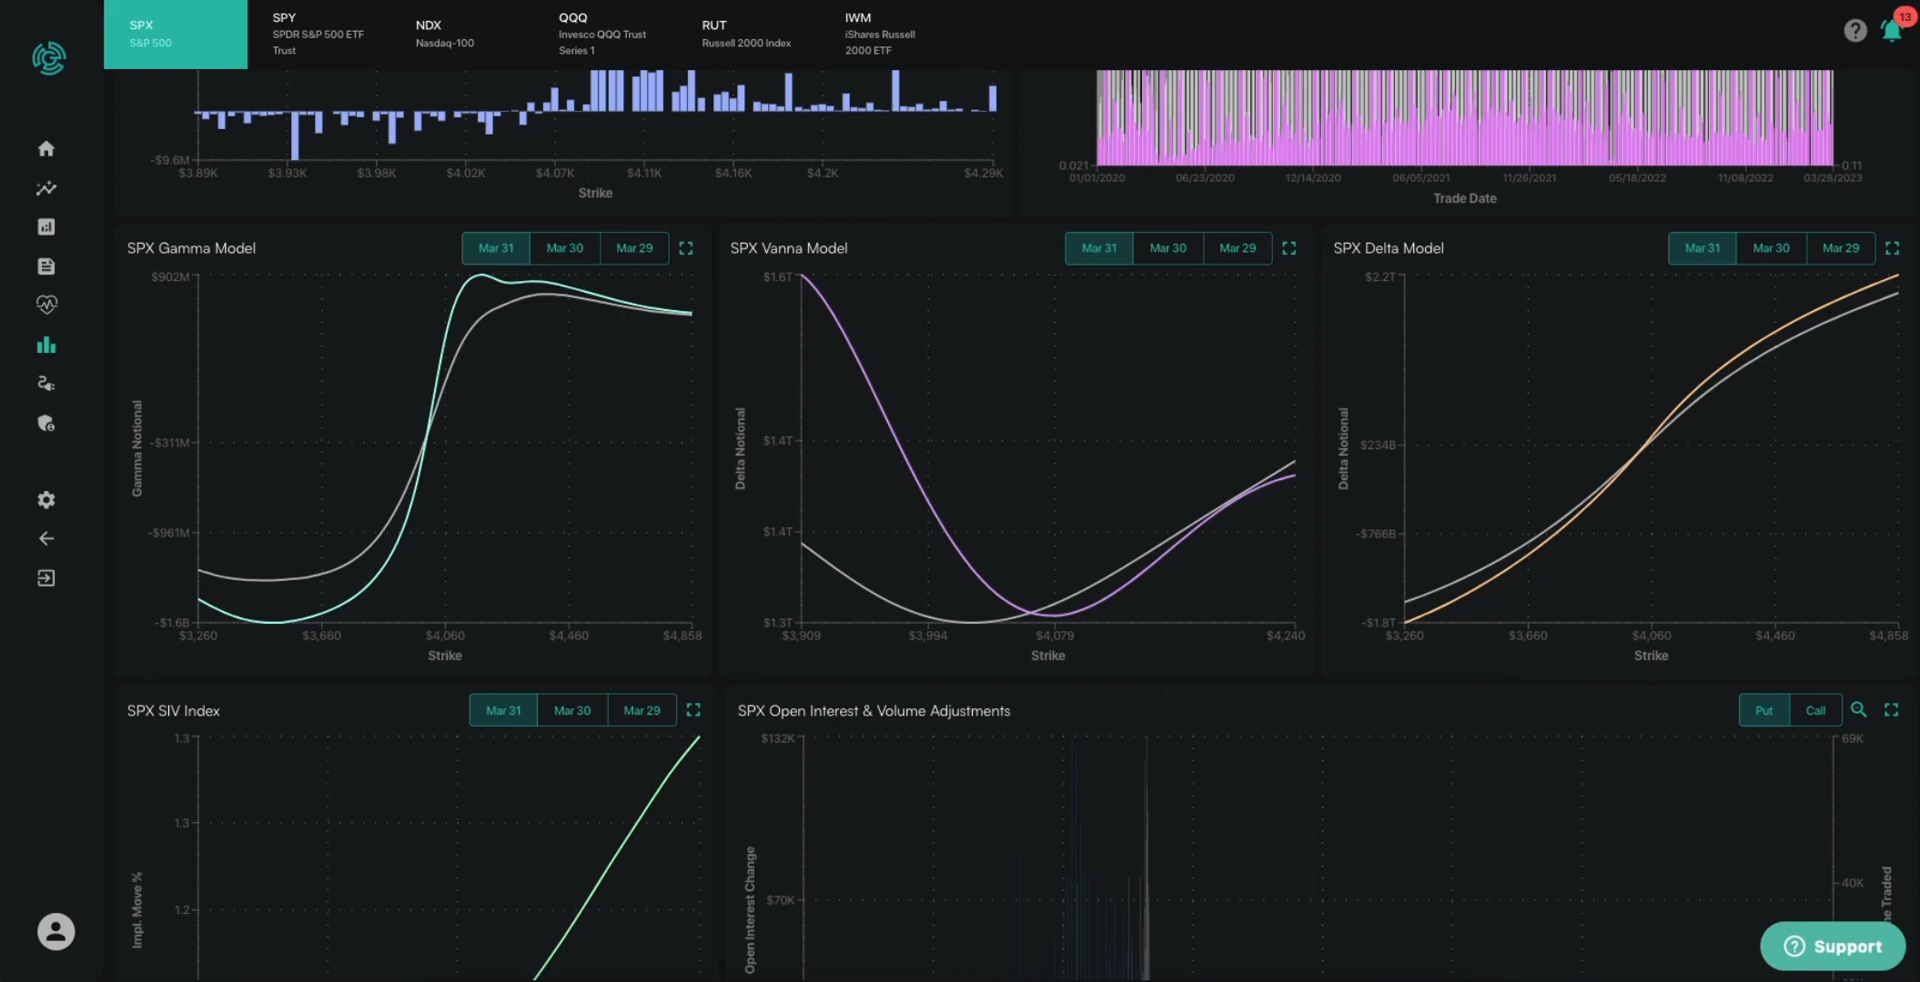 SPX
S&P 500
SPY
SPDR S&P 500 ETF
Trust
NDX
Nasdaq-100
QQQ
Invesco QQQ Trust
Series 1
RUT
Russell 2000 Index
IWM
iShares Russell
2000 ETF
13
-$9.6M
$3.89K
$3.93K
$3.98K
$4.02K
$4.07K
$4.11K
$4.16K
$4.2K
$4.29K
Strike
0.021
0.11
01/01/2020
06/23/2020
12/14/2020
06/05/2021
11/26/2021
05/18/2022
11/08/2022
03/28/2023
Trade Date
SPX Gamma Model
Mar 31
Mar 30
Mar 29
$902M
-$311M
-$961M
-$1.6B
Gamma Notional
$3,260
$3,660
$4,060
$4,460
$4,858
Strike
SPX Vanna Model
Mar 31
Mar 30
Mar 29
$1.6T
$1.4T
$1.4T
$1.3T
Delta Notional
$3,909
$3,994
$4,079
$4,240
Strike
SPX Delta Model
Mar 31
Mar 30
Mar 29
$2.2T
$234B
-$766B
-$1.8T
Delta Notional
$3,260
$3,660
$4,060
$4,460
$4,858
Strike
SPX SIV Index
Mar 31
Mar 30
Mar 29
1.3
1.3
1.2
Impl. Move %
SPX Open Interest & Volume Adjustments
Put
Call
$132K
$70K
Open Interest Change
69K
40K
ne Traded
Support